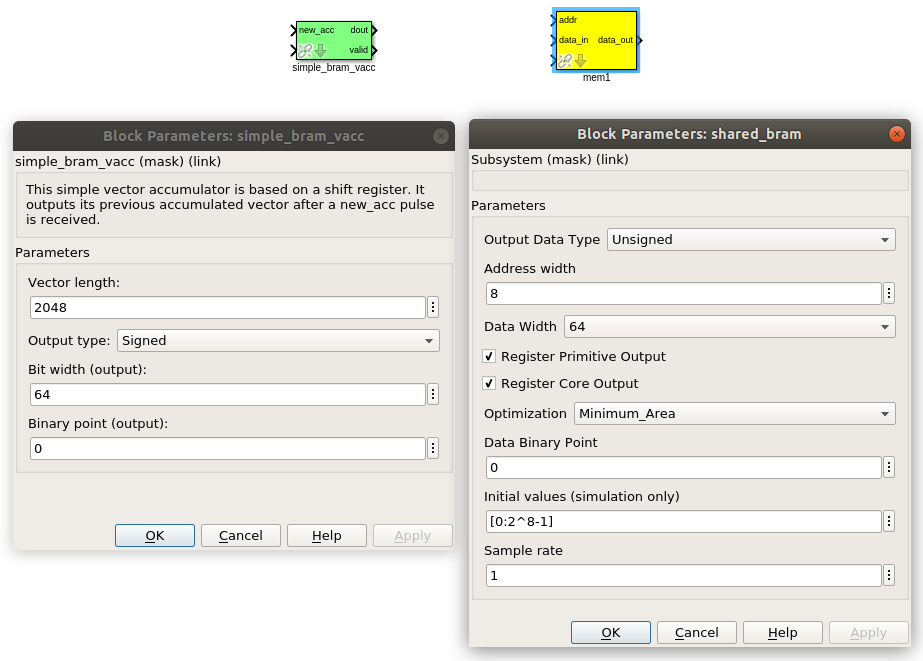 new_acc dout
valid
simple_bram_vacc
addr
data_in data_out
mem1
Block Parameters: simple_bram_vacc
simple_bram_vacc (mask) (link)
This simple vector accumulator is based on a shift register. It
outputs its previous accumulated vector after a new_acc pulse
is received.
Parameters
Vector length:
2048
Output type: Signed
Bit width (output):
64
Binary point (output):
0
OK Cancel Help Apply
Block Parameters: shared_bram
Subsystem (mask) (link)
Parameters
Output Data Type Unsigned
Address width
8
Data Width 64
Register Primitive Output
Register Core Output
Optimization Minimum_Area
Data Binary Point
0
Initial values (simulation only)
[0:2^8-1]
Sample rate
1
OK Cancel Help Apply